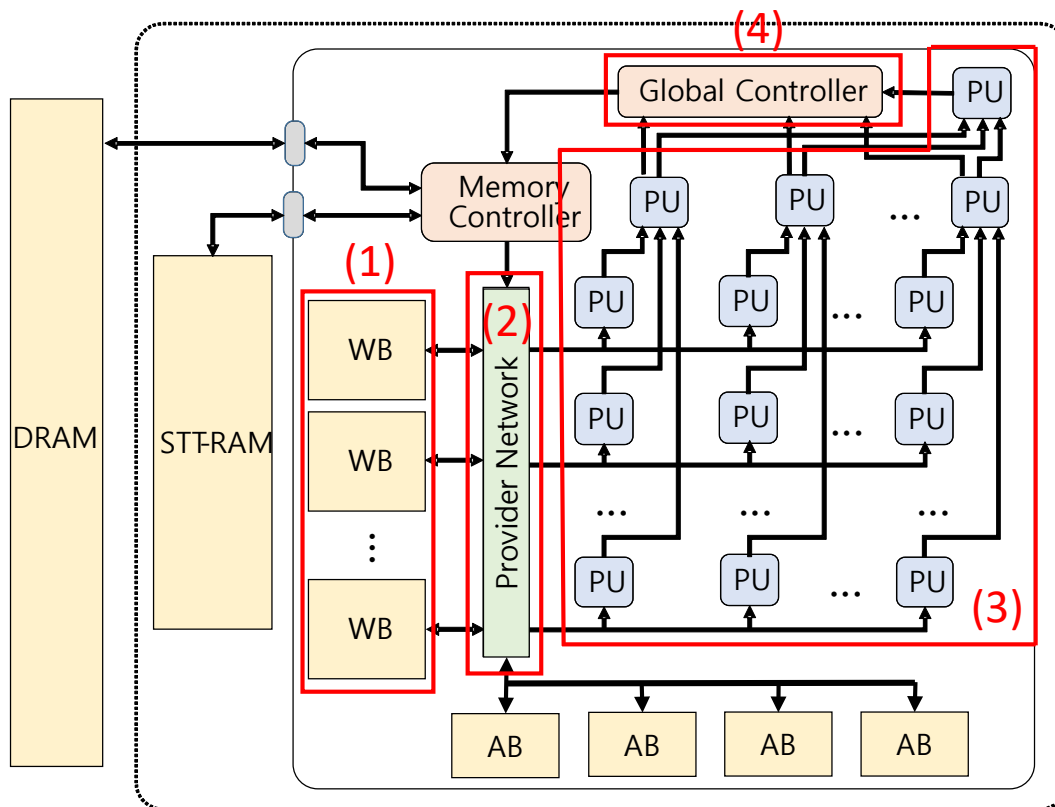 (4)
Global Controller
PU
DRAM
Memory
Controller
PU
PU
...
PU
(1)
STT-RAM
(2)
Provider Network
WB
PU
PU
...
PU
WB
PU
PU
...
PU
...
...
...
...
WB
PU
PU
...
PU
(3)
AB
AB
AB
AB